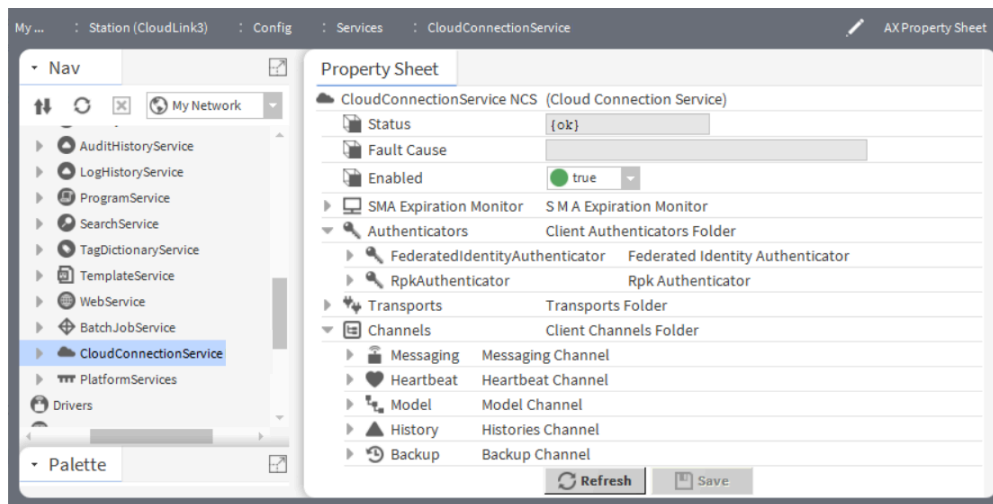 My ... : Station (CloudLink3) : Config : Services : CloudConnectionService AX Property Sheet
Nav
My Network
AuditHistoryService
LogHistoryService
ProgramService
SearchService
TagDictionaryService
TemplateService
WebService
BatchJobService
CloudConnectionService
PlatformServices
Drivers
Palette
Property Sheet
CloudConnectionService NCS (Cloud Connection Service)
Status {ok}
Fault Cause
Enabled true
SMA Expiration Monitor S M A Expiration Monitor
Authenticators Client Authenticators Folder
FederatedIdentityAuthenticator Federated Identity Authenticator
RpkAuthenticator Rpk Authenticator
Transports Transports Folder
Channels Client Channels Folder
Messaging Messaging Channel
Heartbeat Heartbeat Channel
Model Model Channel
History Histories Channel
Backup Backup Channel
Refresh Save